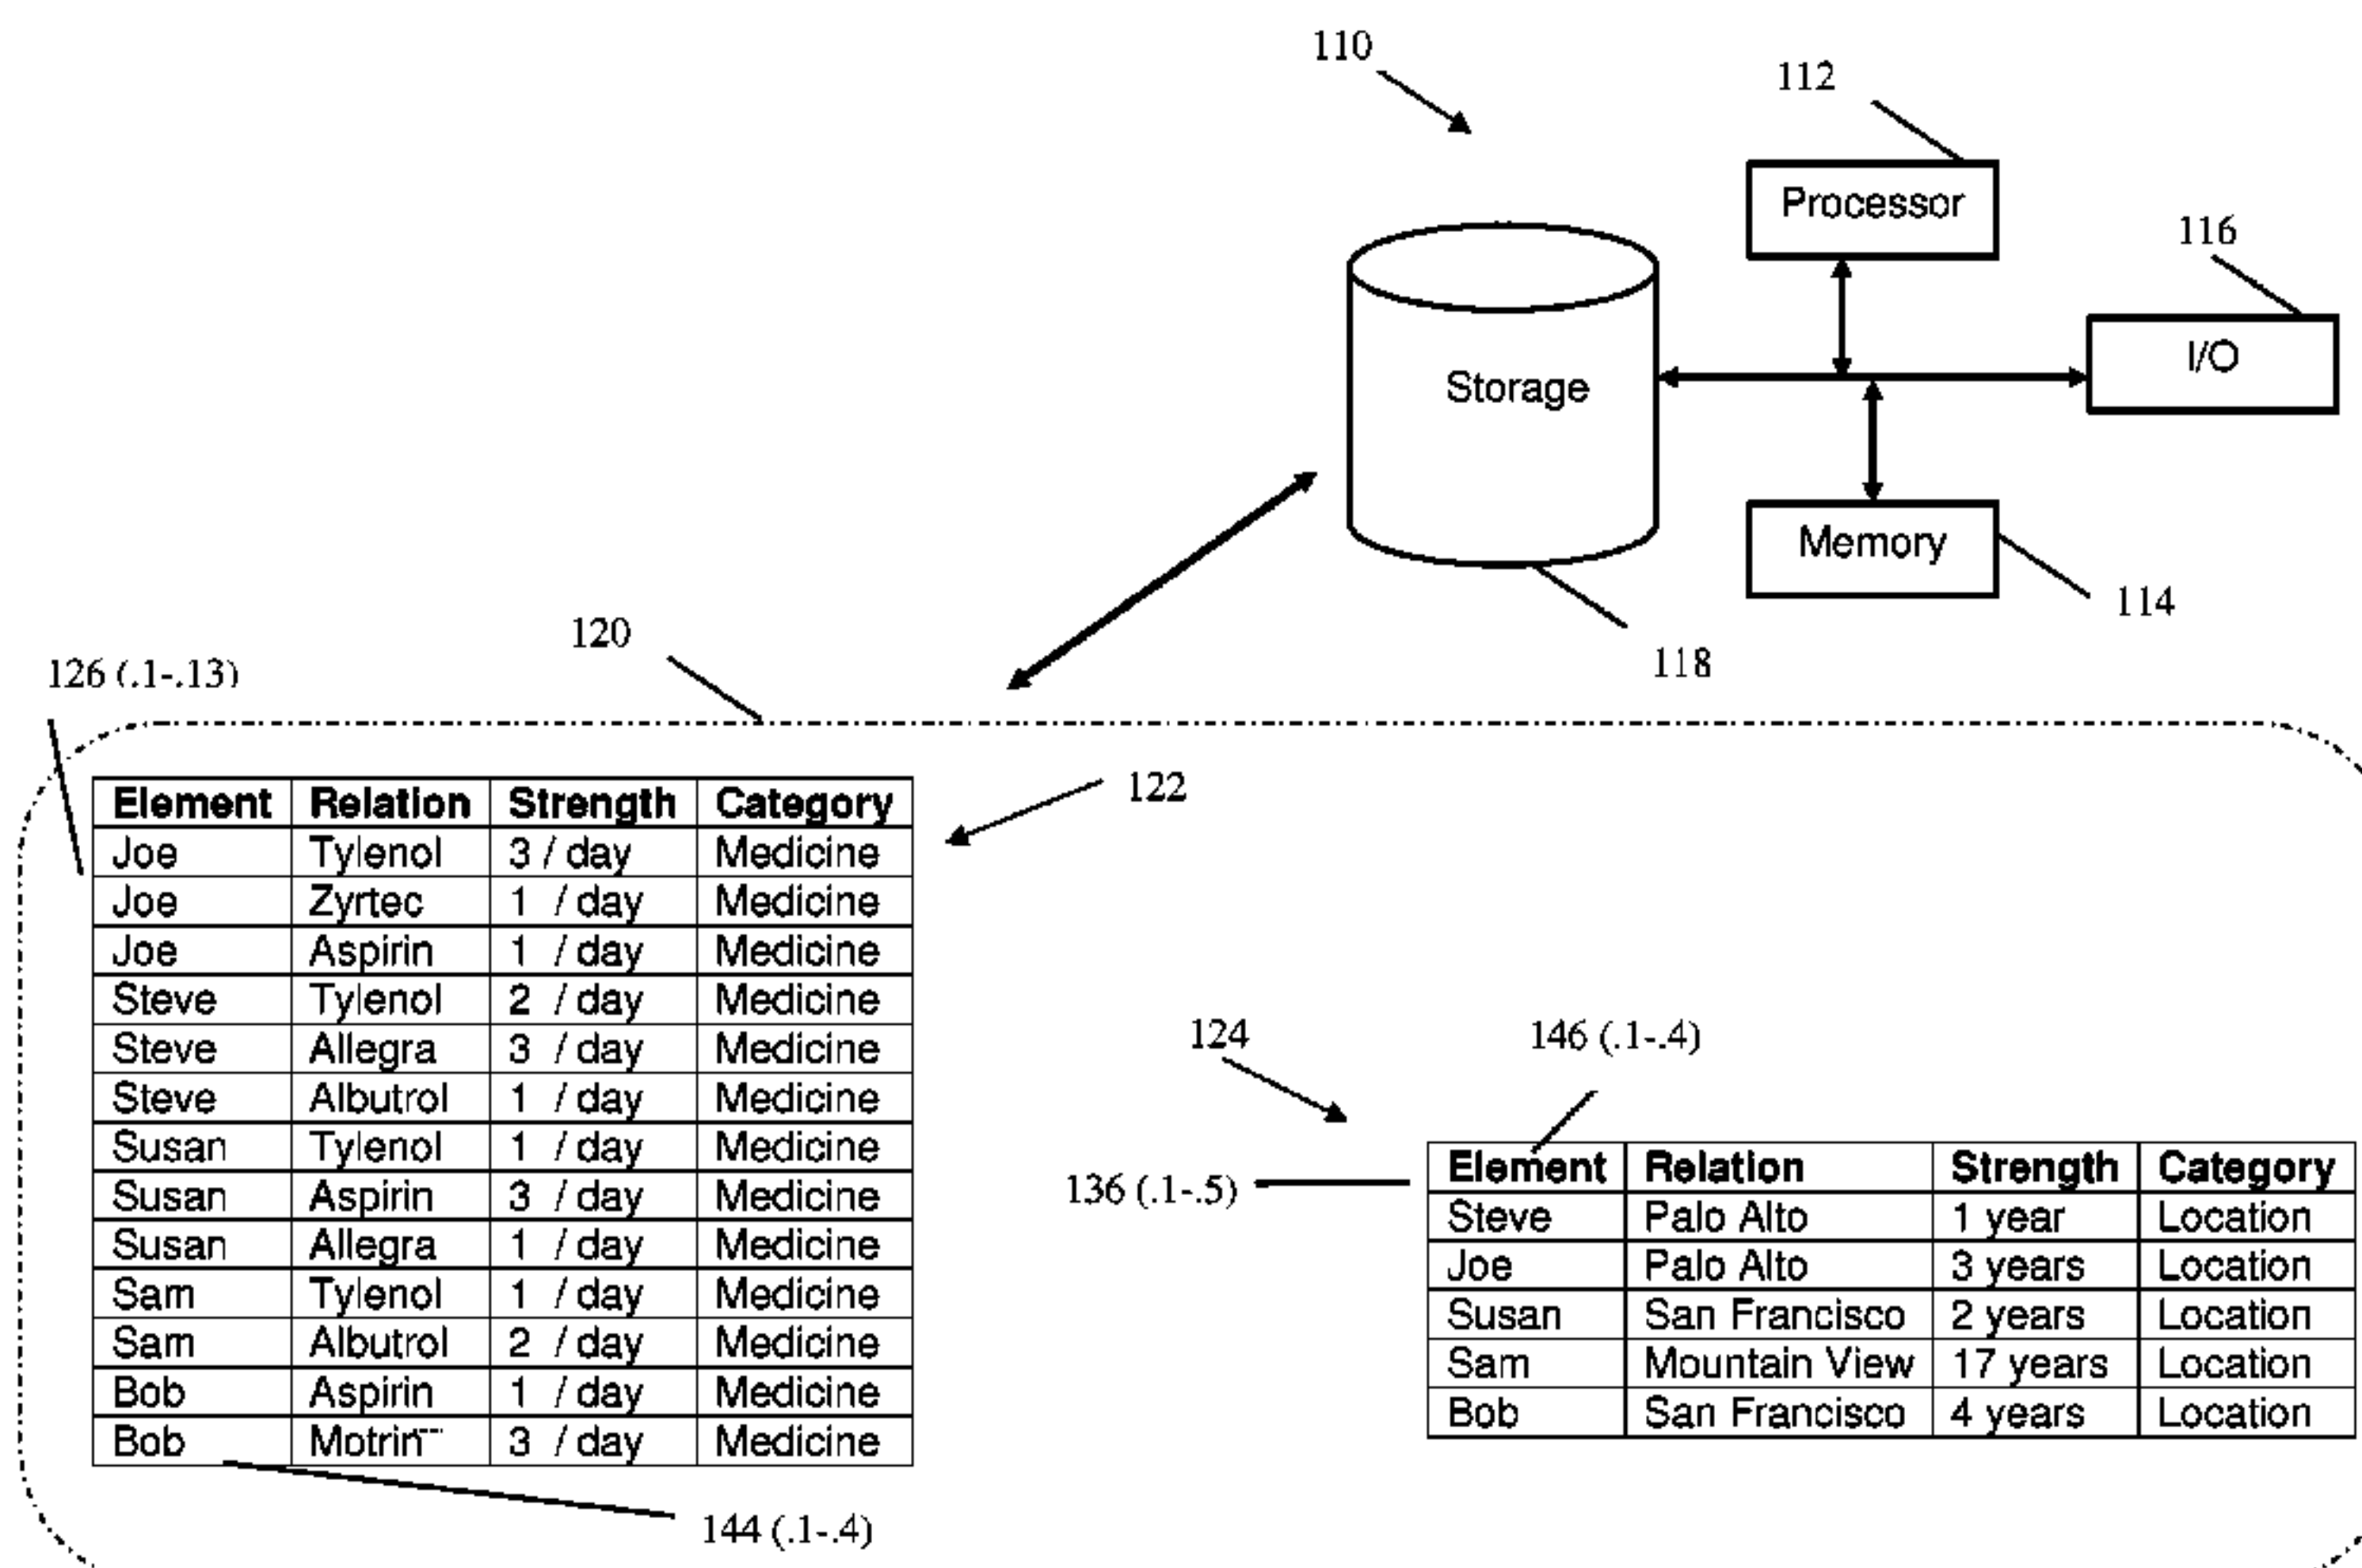 110
112
Processor
116
I/O
Storage
Memory
114
118
120
126 (.1-.13)
122
Element Relation Strength Category
Joe Tylenol 3 / day Medicine
Joe Zyrtec 1 / day Medicine
Joe Aspirin 1 / day Medicine
Steve Tylenol 2 / day Medicine
Steve Allegra 3 / day Medicine
Steve Albutrol 1 / day Medicine
Susan Tylenol 1 / day Medicine
Susan Aspirin 3 / day Medicine
Susan Allegra 1 / day Medicine
Sam Tylenol 1 / day Medicine
Sam Albutrol 2 / day Medicine
Bob Aspirin 1 / day Medicine
Bob Motrin 3 / day Medicine
144 (.1-.4)
124
146 (.1-.4)
136 (.1-.5)
Element Relation Strength Category
Steve Palo Alto 1 year Location
Joe Palo Alto 3 years Location
Susan San Francisco 2 years Location
Sam Mountain View 17 years Location
Bob San Francisco 4 years Location